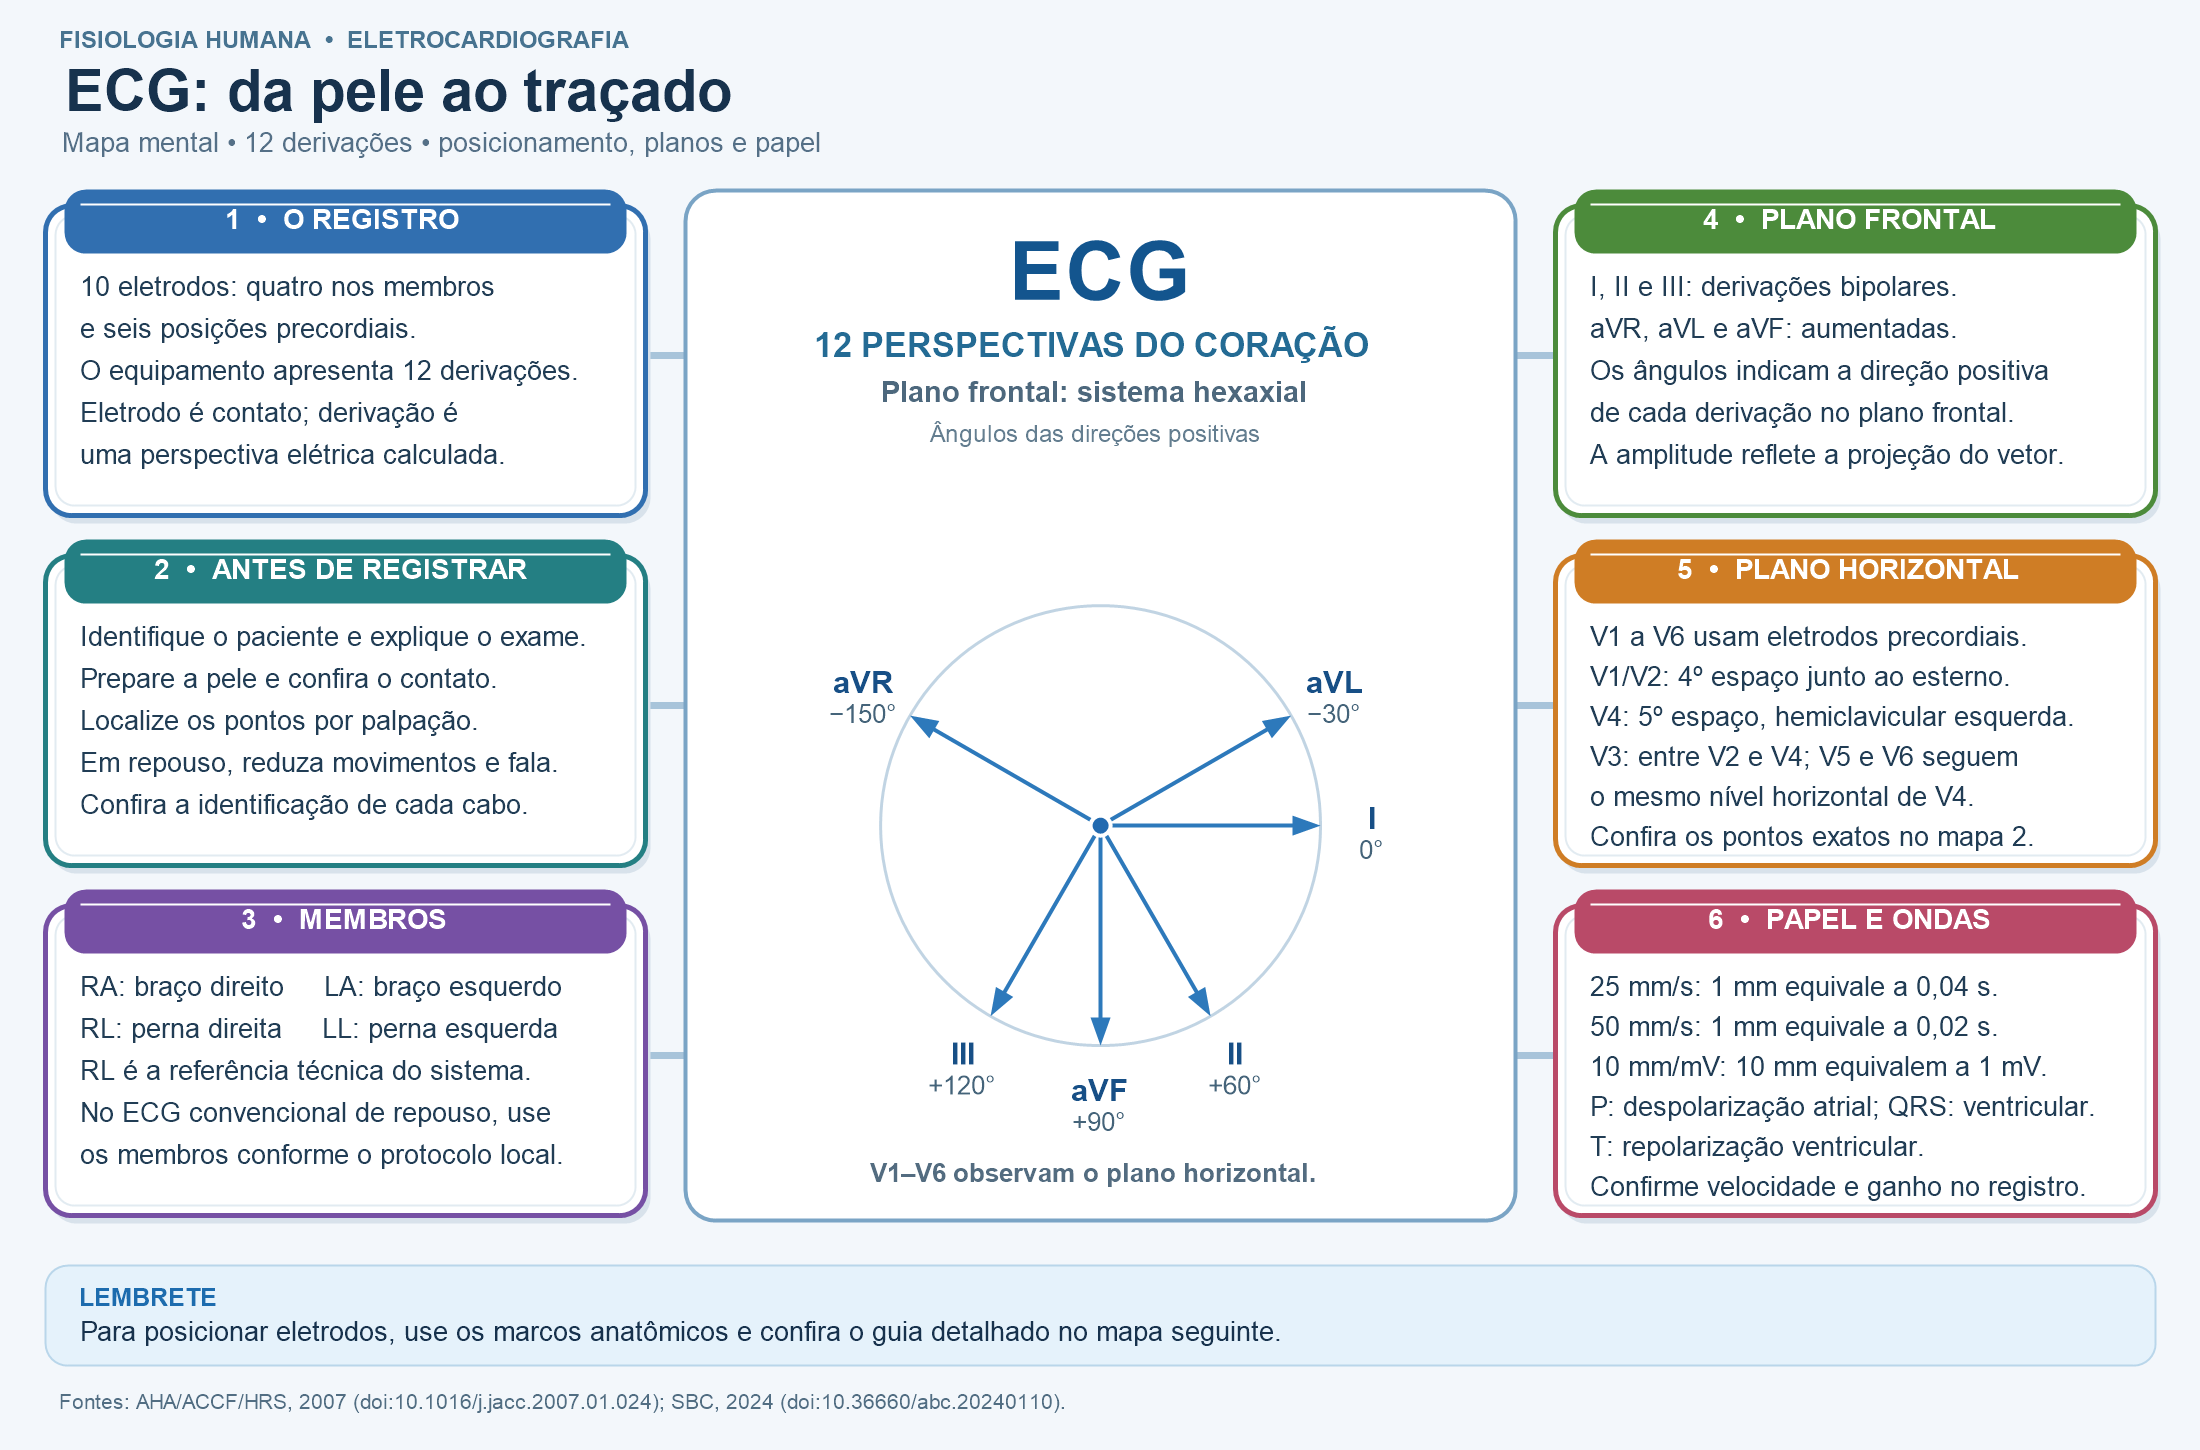 FISIOLOGIA HUMANA • ELETROCARDIOGRAFIA
ECG: da pele ao traçado
Mapa mental • 12 derivações • posicionamento, planos e papel
1 • O REGISTRO
10 eletrodos: quatro nos membros
e seis posições precordiais.
O equipamento apresenta 12 derivações.
Eletrodo é contato; derivação é
uma perspectiva elétrica calculada.
2 • ANTES DE REGISTRAR
Identifique o paciente e explique o exame.
Prepare a pele e confira o contato.
Localize os pontos por palpação.
Em repouso, reduza movimentos e fala.
Confira a identificação de cada cabo.
3 • MEMBROS
RA: braço direito LA: braço esquerdo
RL: perna direita LL: perna esquerda
RL é a referência técnica do sistema.
No ECG convencional de repouso, use
os membros conforme o protocolo local.
ECG
12 PERSPECTIVAS DO CORAÇÃO
Plano frontal: sistema hexaxial
Ângulos das direções positivas
aVR
−150°
aVL
−30°
I
0°
III
+120°
aVF
+90°
II
+60°
V1–V6 observam o plano horizontal.
4 • PLANO FRONTAL
I, II e III: derivações bipolares.
aVR, aVL e aVF: aumentadas.
Os ângulos indicam a direção positiva
de cada derivação no plano frontal.
A amplitude reflete a projeção do vetor.
5 • PLANO HORIZONTAL
V1 a V6 usam eletrodos precordiais.
V1/V2: 4º espaço junto ao esterno.
V4: 5º espaço, hemiclavicular esquerda.
V3: entre V2 e V4; V5 e V6 seguem
o mesmo nível horizontal de V4.
Confira os pontos exatos no mapa 2.
6 • PAPEL E ONDAS
25 mm/s: 1 mm equivale a 0,04 s.
50 mm/s: 1 mm equivale a 0,02 s.
10 mm/mV: 10 mm equivalem a 1 mV.
P: despolarização atrial; QRS: ventricular.
T: repolarização ventricular.
Confirme velocidade e ganho no registro.
LEMBRETE
Para posicionar eletrodos, use os marcos anatômicos e confira o guia detalhado no mapa seguinte.
Fontes: AHA/ACCF/HRS, 2007 (doi:10.1016/j.jacc.2007.01.024); SBC, 2024 (doi:10.36660/abc.20240110).